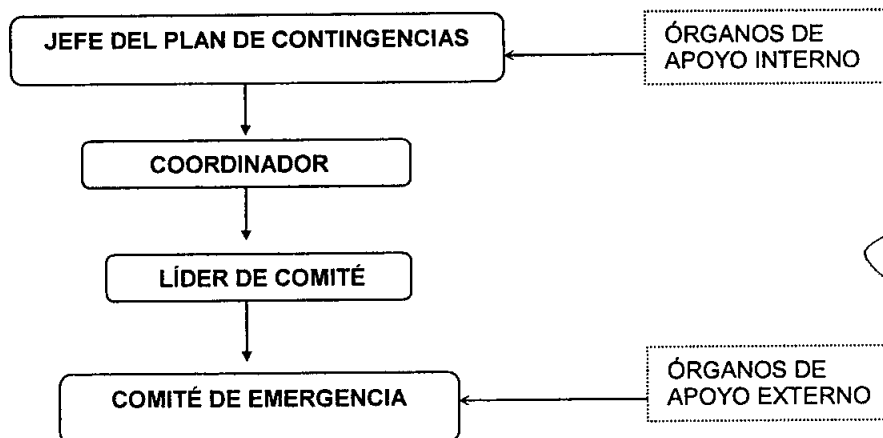 JEFE DEL PLAN DE CONTINGENCIAS
ÓRGANOS DE
APOYO INTERNO
COORDINADOR
LÍDER DE COMITÉ
COMITÉ DE EMERGENCIA
ÓRGANOS DE
APOYO EXTERNO